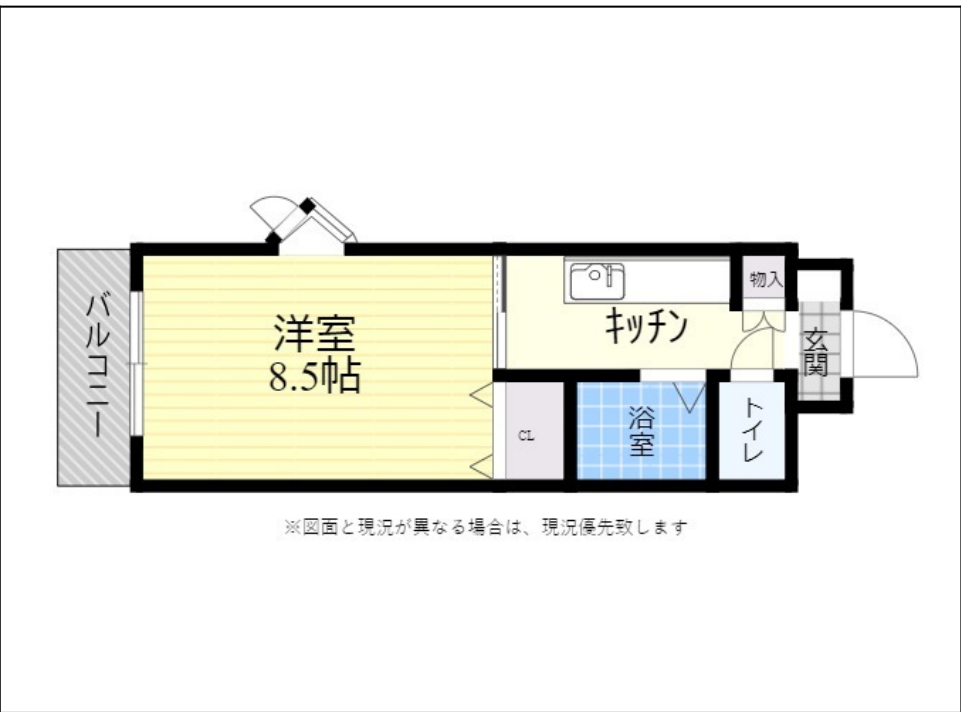 バルコニー
洋室
8.5帖
キッチン
物入
玄関
CL
浴室
トイレ
※図面と現況が異なる場合は、現況優先致します